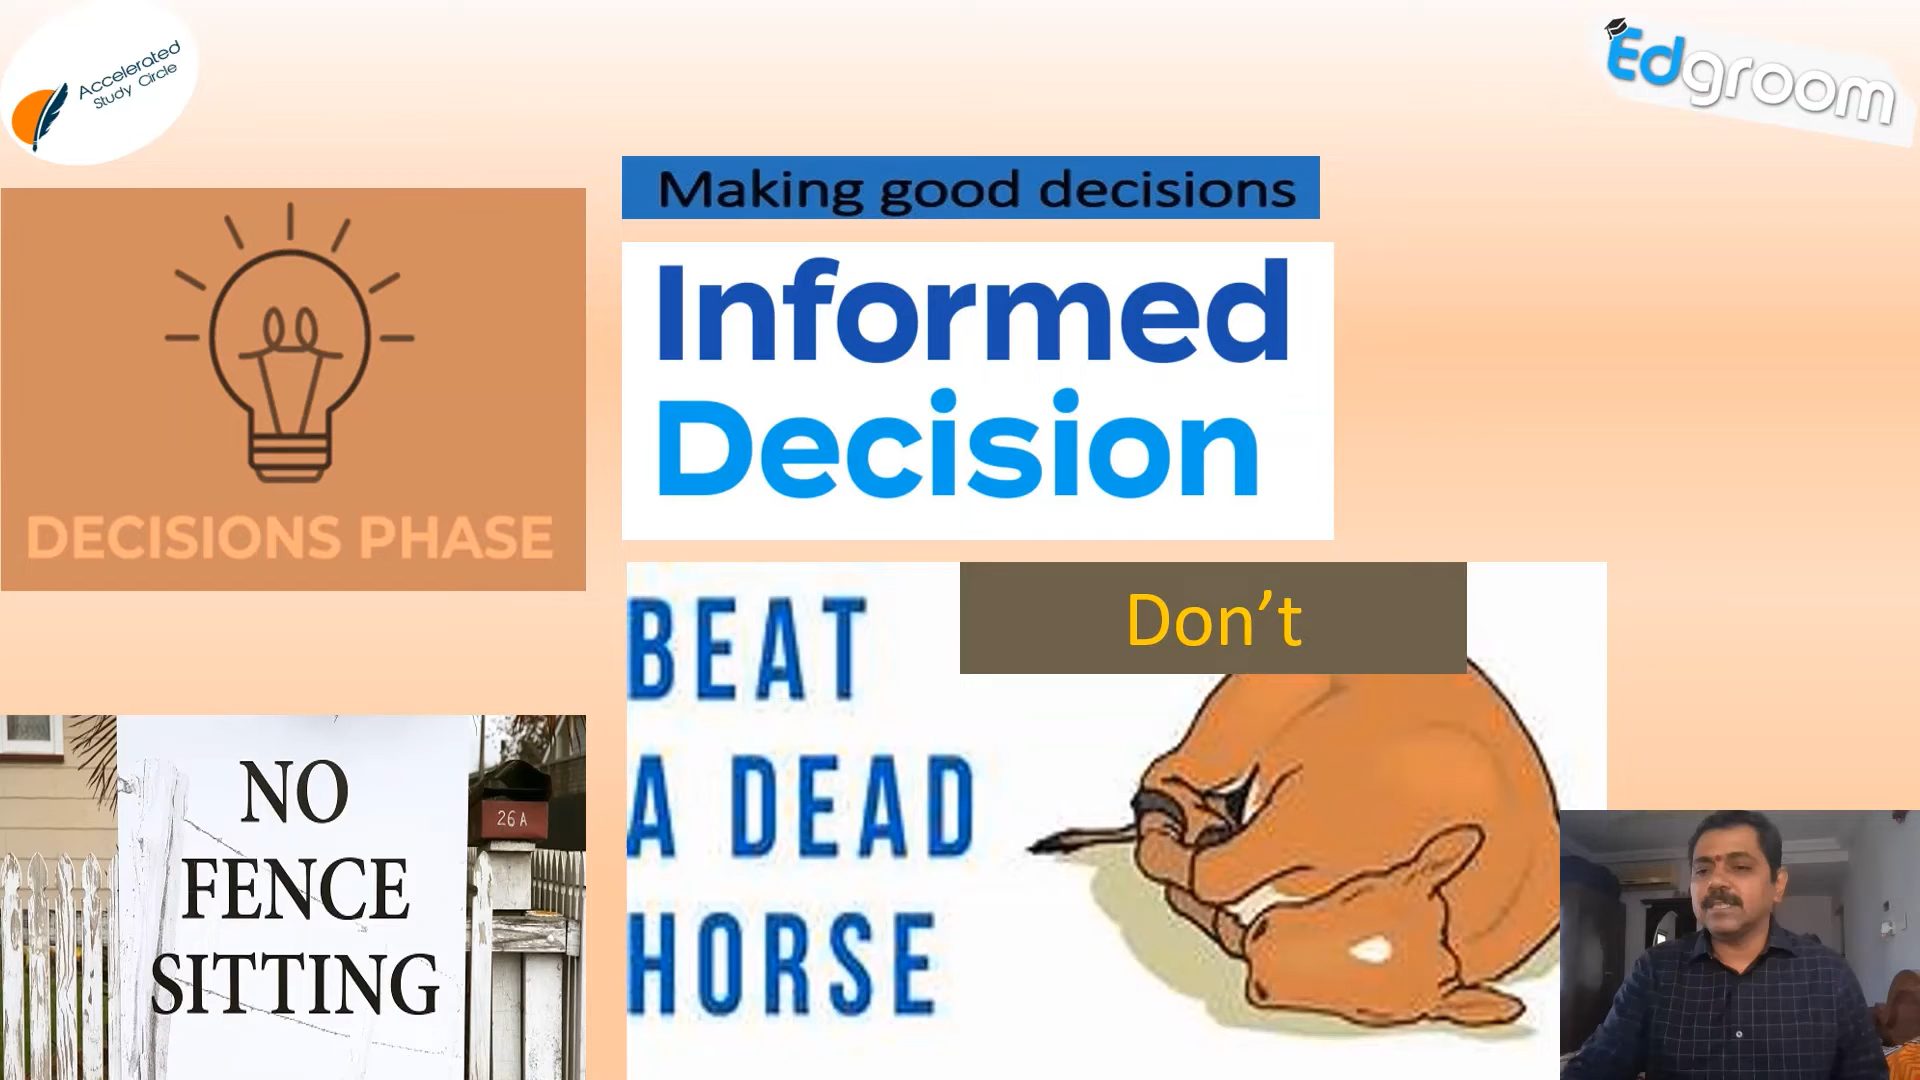 Accelerated
Study Circle
Edgroom
Making good decisions
Informed
Decision
DECISIONS PHASE
Don’t
BEAT
A DEAD
HORSE
NO
FENCE
SITTING
26 A